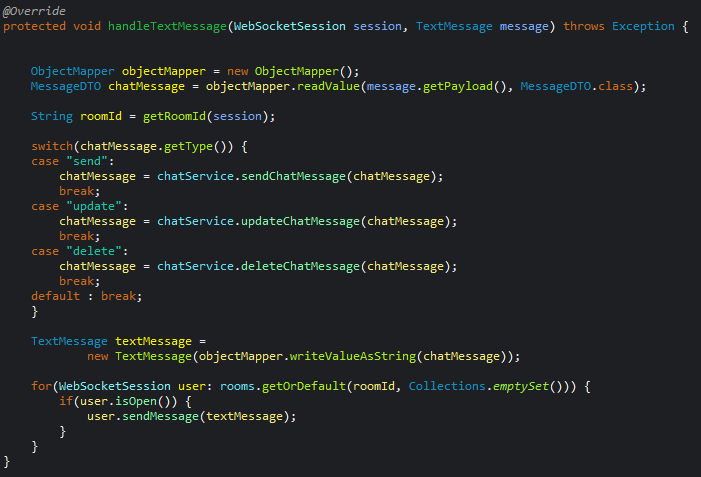 @Override
protected void handleTextMessage(WebSocketSession session, TextMessage message) throws Exception {
ObjectMapper objectMapper = new ObjectMapper();
MessageDTO chatMessage = objectMapper.readValue(message.getPayload(), MessageDTO.class);
String roomId = getRoomId(session);
switch(chatMessage.getType()) {
case "send":
chatMessage = chatService.sendChatMessage(chatMessage);
break;
case "update":
chatMessage = chatService.updateChatMessage(chatMessage);
break;
case "delete":
chatMessage = chatService.deleteChatMessage(chatMessage);
break;
default : break;
}
TextMessage textMessage =
new TextMessage(objectMapper.writeValueAsString(chatMessage));
for(WebSocketSession user: rooms.getOrDefault(roomId, Collections.emptySet())) {
if(user.isOpen()) {
user.sendMessage(textMessage);
}
}
}